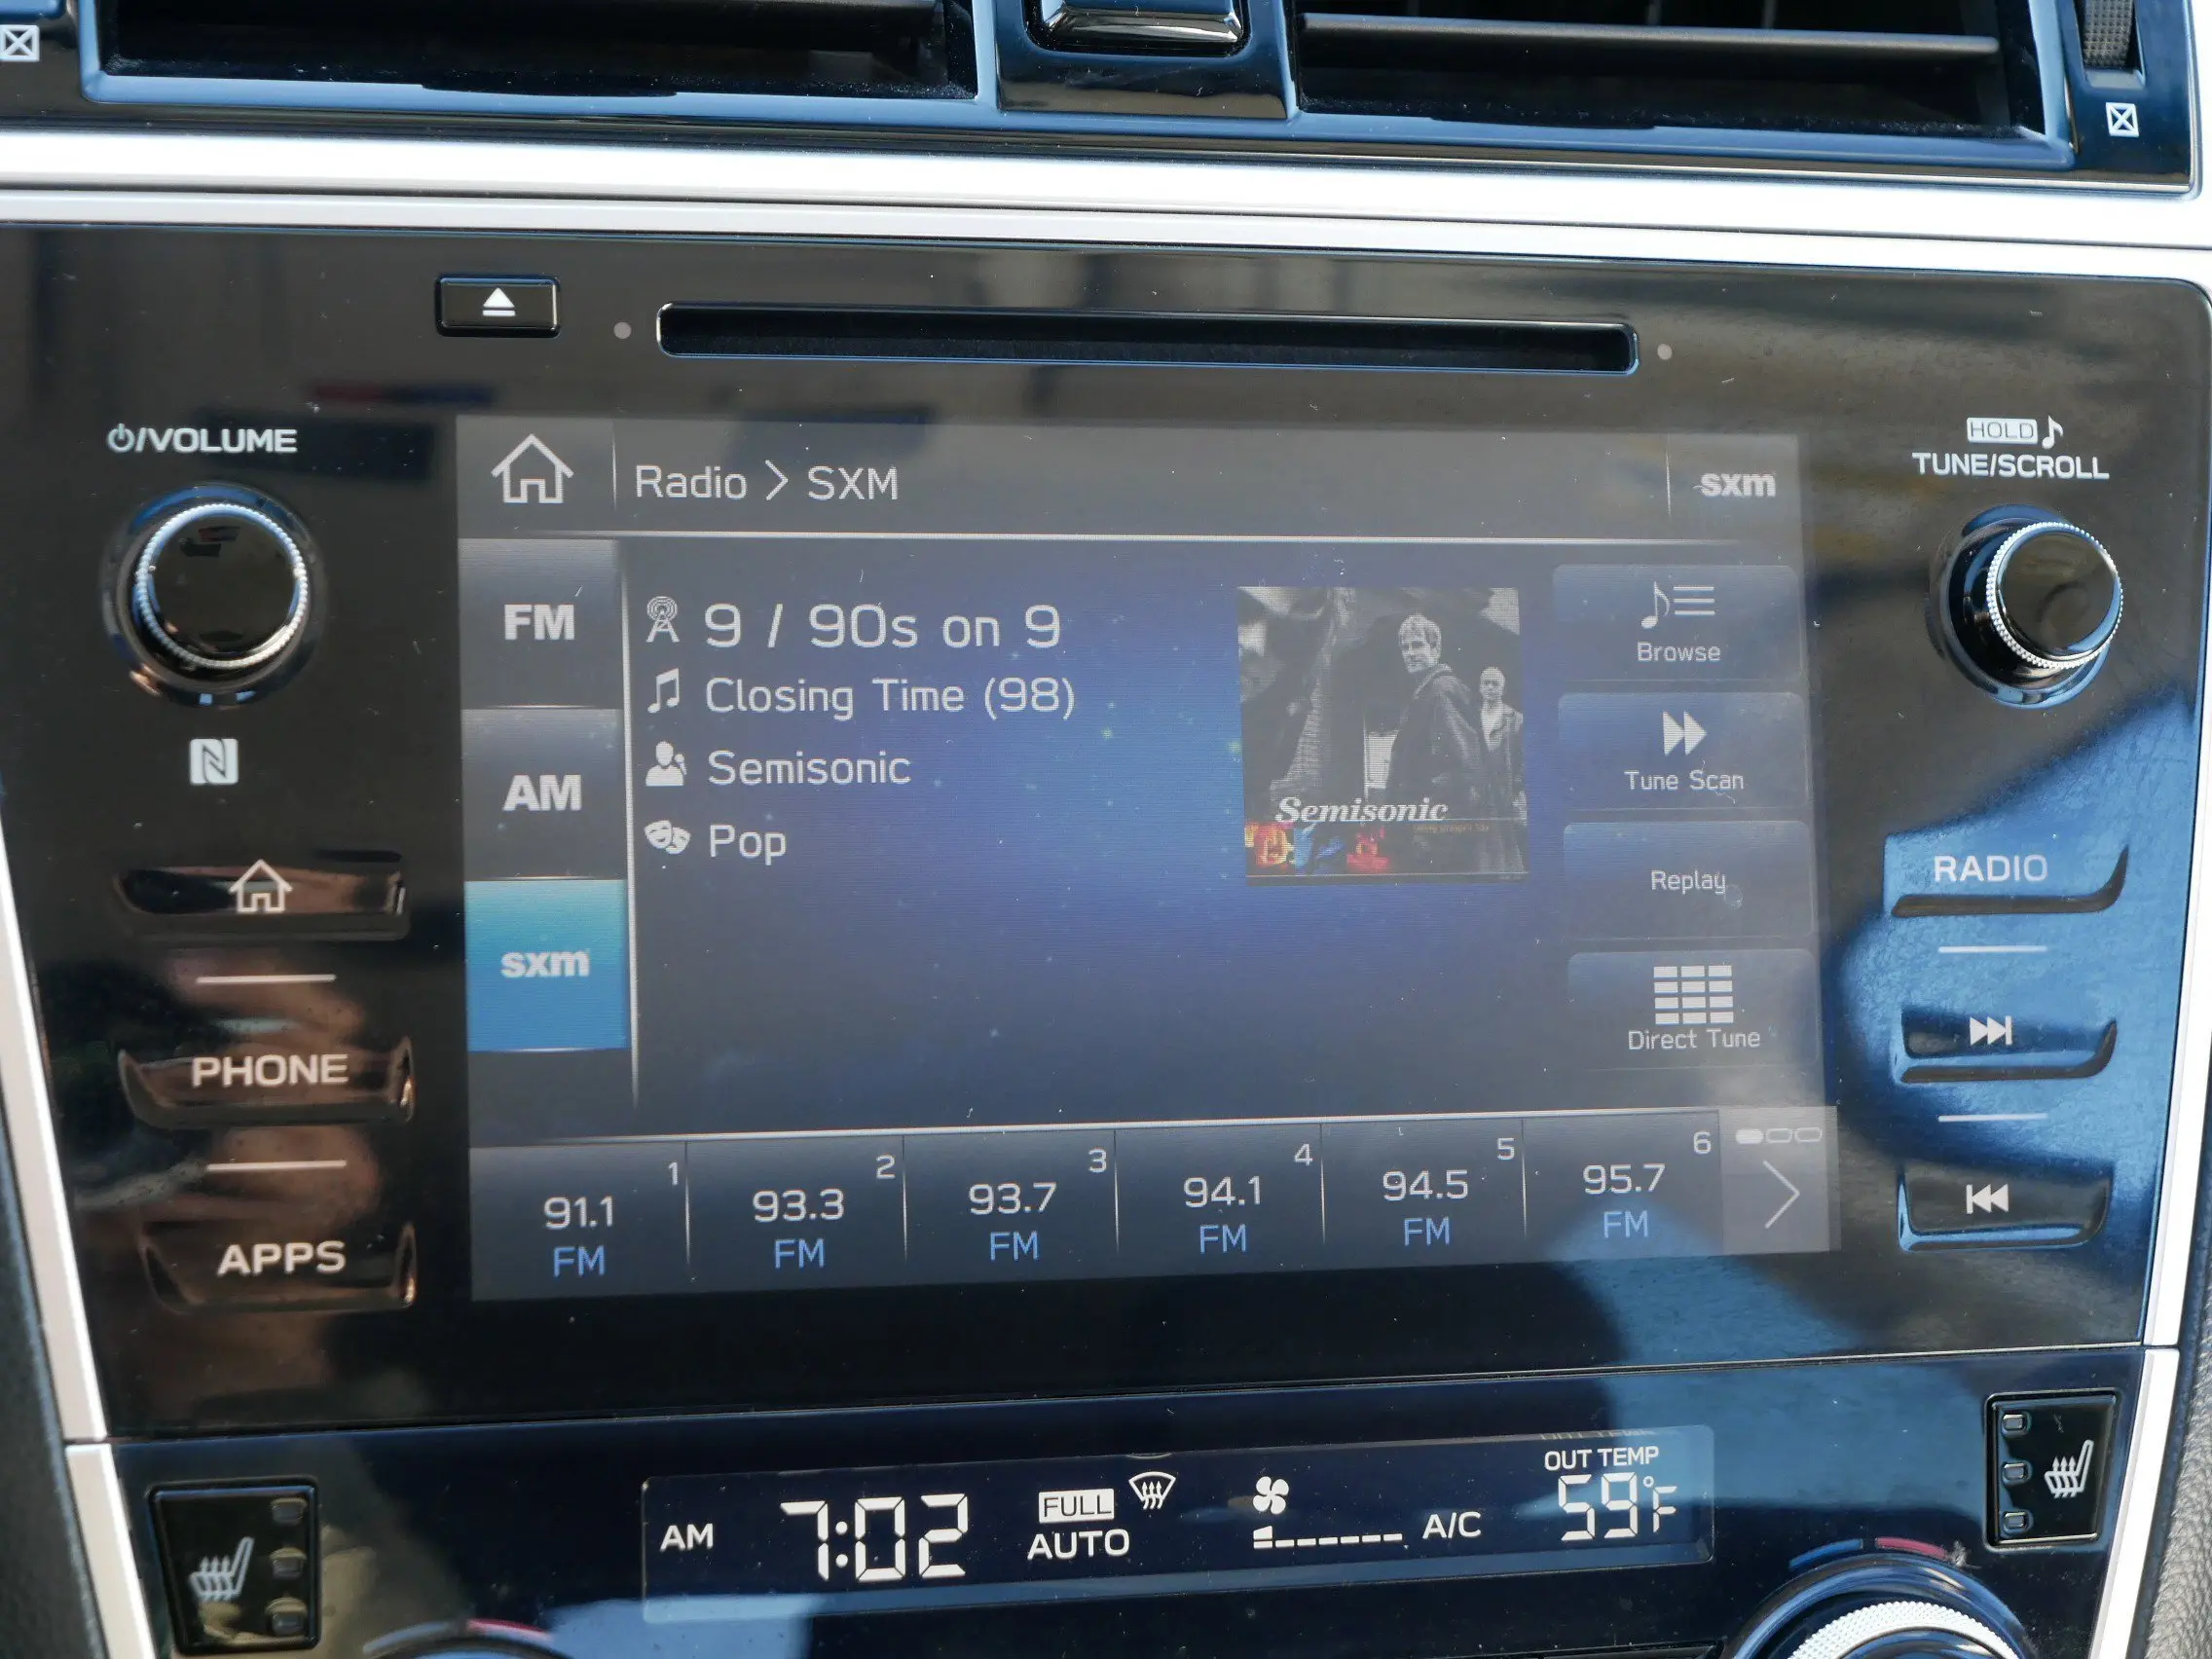 /VOLUME
HOLD
TUNE/SCROLL
Radio > SXM
sxm
FM
AM
sxm
9 / 90s on 9
Closing Time (98)
Semisonic
Pop
Semisonic
Browse
Tune Scan
Replay
Direct Tune
PHONE
APPS
RADIO
1
91.1
FM
2
93.3
FM
3
93.7
FM
4
94.1
FM
5
94.5
FM
6
95.7
FM
AM 7:02
FULL
AUTO
A/C
OUT TEMP
59°F